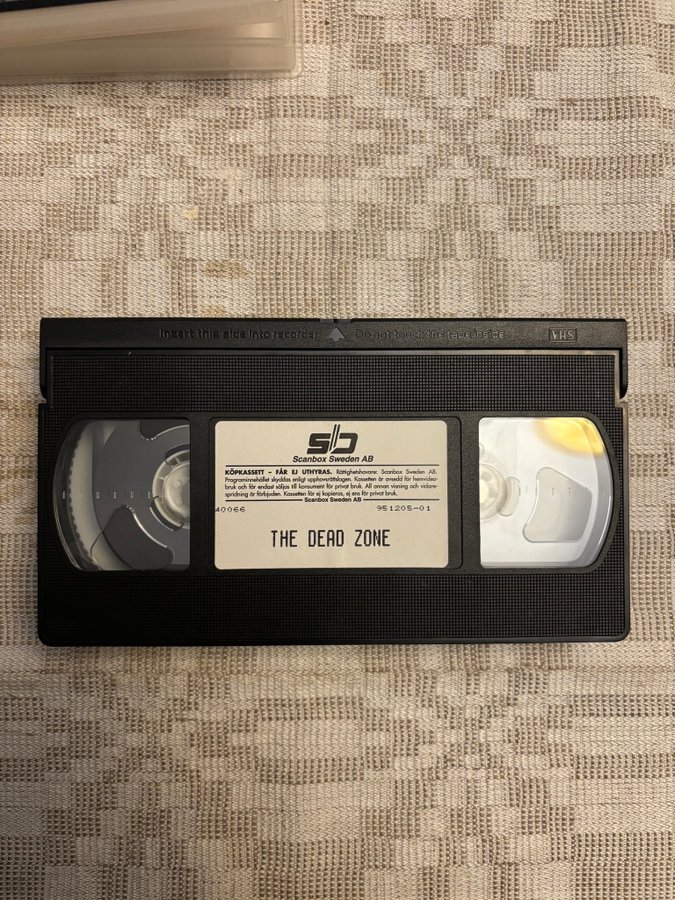 Insert this side into recorder Do not touch the tape inside VHS
Sb
Scanbox Sweden AB
KÖPKASSETT – FÅR EJ UTHYRAS. Rättighetshavare: Scanbox Sweden AB.
Programinnehållet skyddas enligt upphovsrättslagen. Kassetten är avsedd för hemvideo-
bruk och får endast säljas till konsument för privat bruk. All annan visning och vidare-
spridning är förbjuden. Kassetten får ej kopieras, ej ens för privat bruk.
Scanbox Sweden AB
40066 951205-01
THE DEAD ZONE